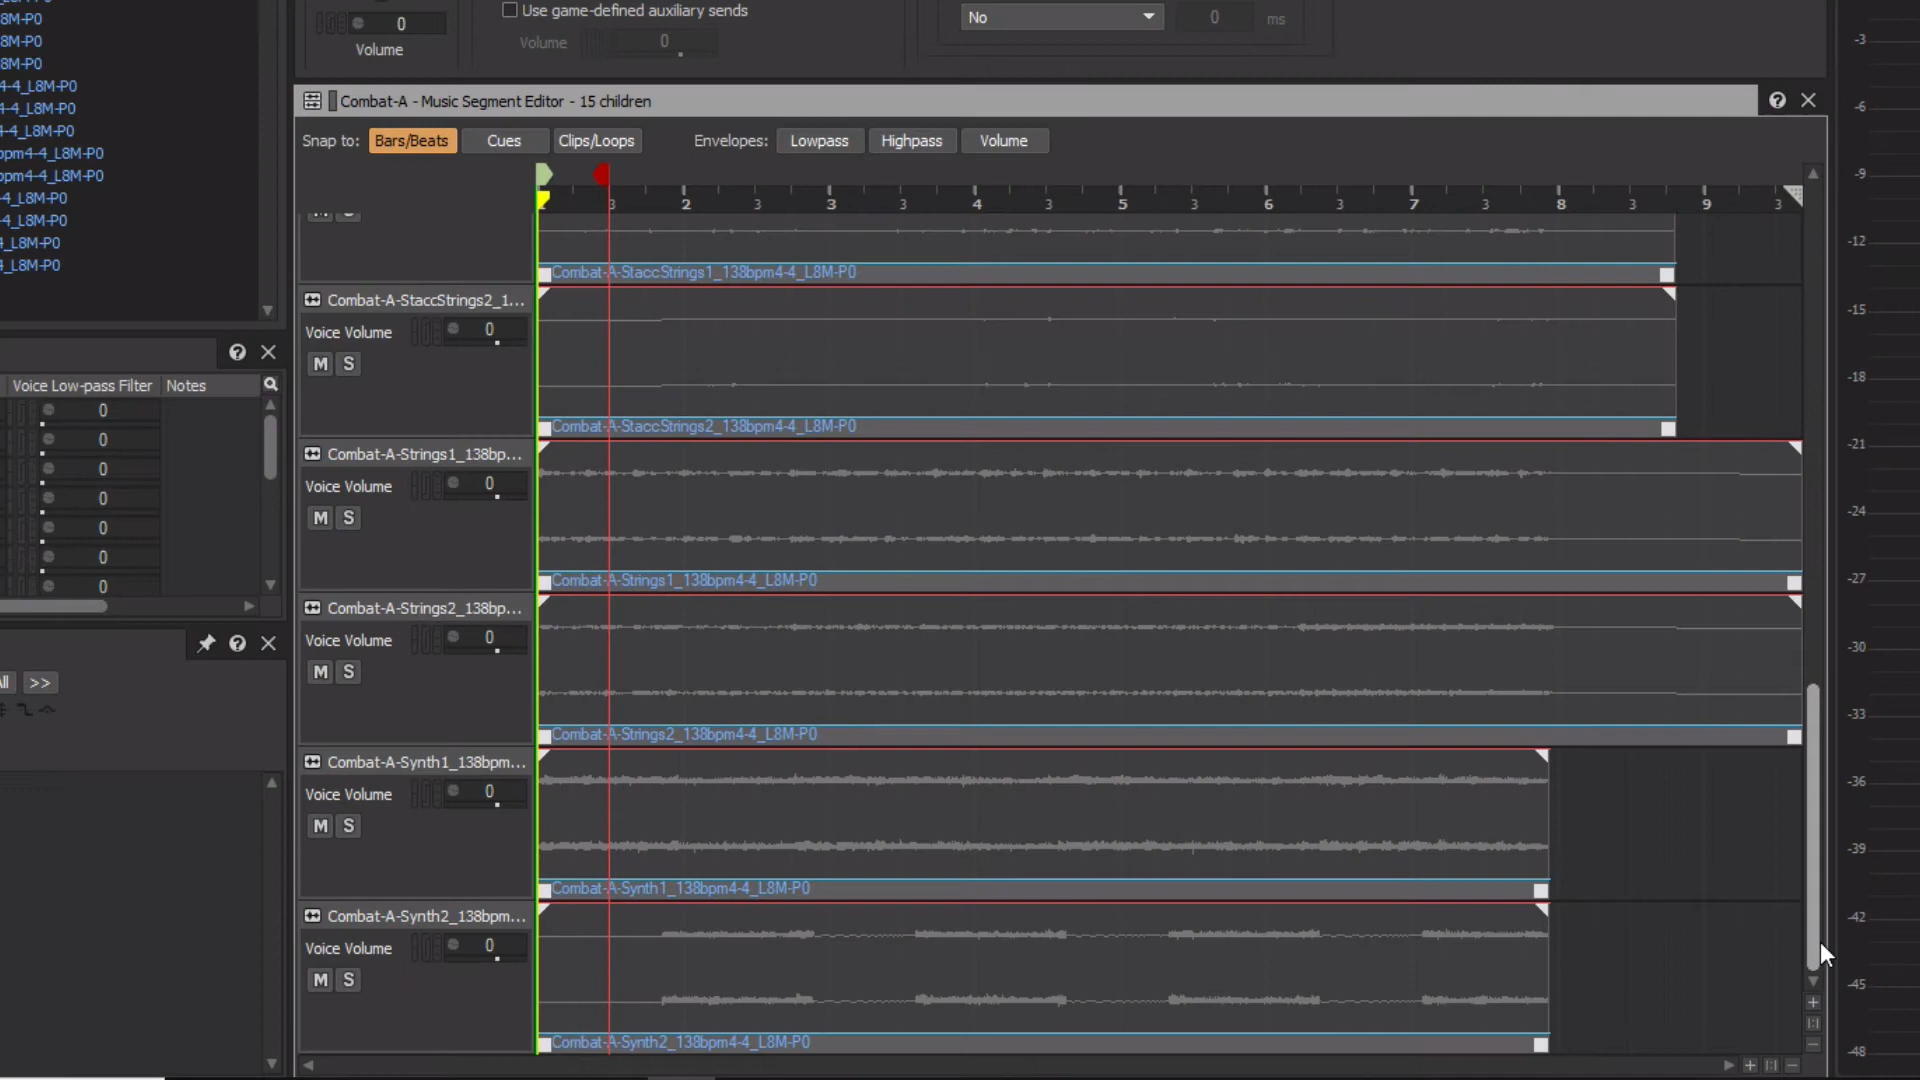 8M-P0
8M-P0
8M-P0
4-4_L8M-P0
4-4_L8M-P0
4-4_L8M-P0
bpm4-4_L8M-P0
bpm4-4_L8M-P0
-4_L8M-P0
-4_L8M-P0
4_L8M-P0
4_L8M-P0
Voice Low-pass Filter Notes
0
0
0
0
0
0
0
All >>
0
Volume
Use game-defined auxiliary sends
Volume 0
No 0 ms
Combat-A - Music Segment Editor - 15 children
Snap to: Bars/Beats Cues Clips/Loops Envelopes: Lowpass Highpass Volume
3 2 3 3 3 4 3 5 3 6 3 7 3 8 3 9 3
M S
Combat-A-StaccStrings1_138bpm4-4_L8M-P0
Combat-A-StaccStrings2_1...
Voice Volume 0
M S
Combat-A-StaccStrings2_138bpm4-4_L8M-P0
Combat-A-Strings1_138bp...
Voice Volume 0
M S
Combat-A-Strings1_138bpm4-4_L8M-P0
Combat-A-Strings2_138bp...
Voice Volume 0
M S
Combat-A-Strings2_138bpm4-4_L8M-P0
Combat-A-Synth1_138bpm...
Voice Volume 0
M S
Combat-A-Synth1_138bpm4-4_L8M-P0
Combat-A-Synth2_138bpm...
Voice Volume 0
M S
Combat-A-Synth2_138bpm4-4_L8M-P0
-3
-6
-9
-12
-15
-18
-21
-24
-27
-30
-33
-36
-39
-42
-45
-48